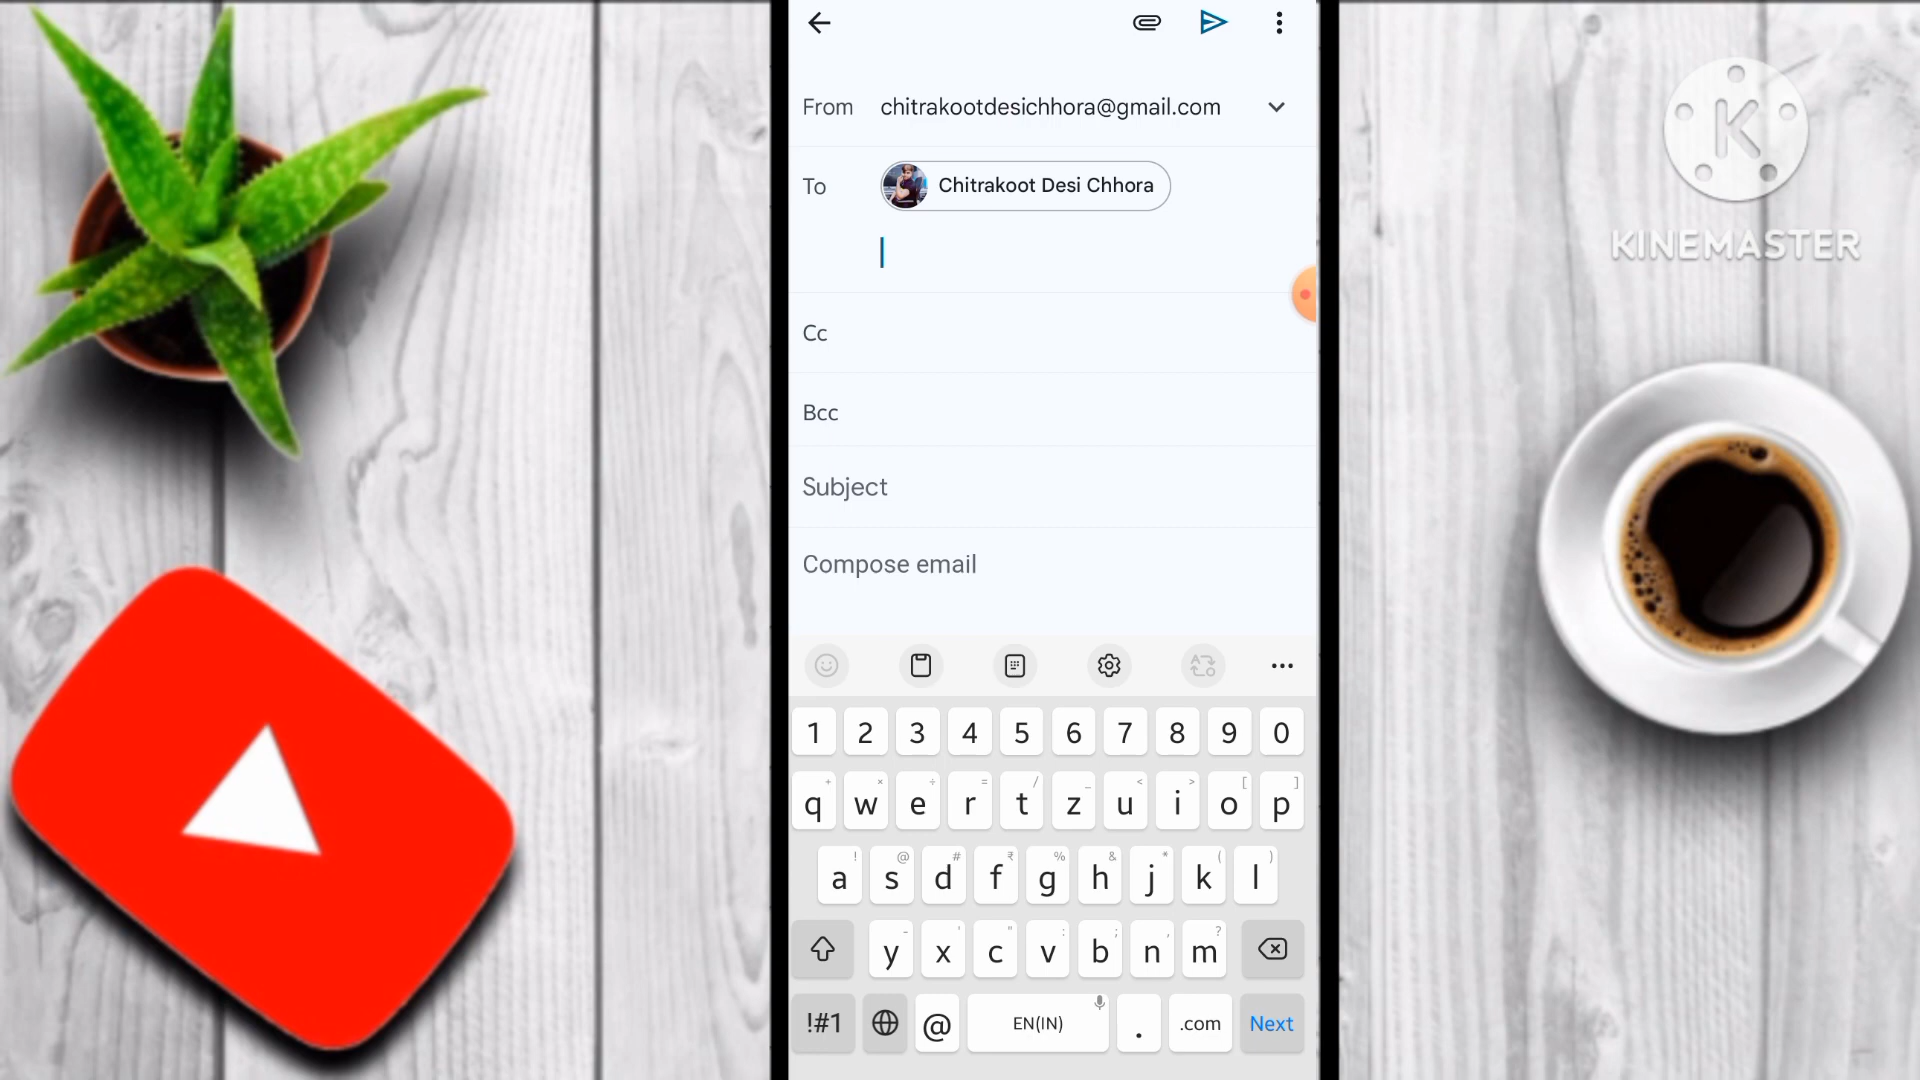 From chitrakootdesichhora@gmail.com
To Chitrakoot Desi Chhora
Cc
Bcc
Subject
Compose email
1 2 3 4 5 6 7 8 9 0
+ × ÷ = / _ < > [ ]
q w e r t z u i o p
! @ # ₹ % & * ( )
a s d f g h j k l
- ' " : ; , ?
y x c v b n m
!#1 @ EN(IN) . .com Next
K
KINEMASTER